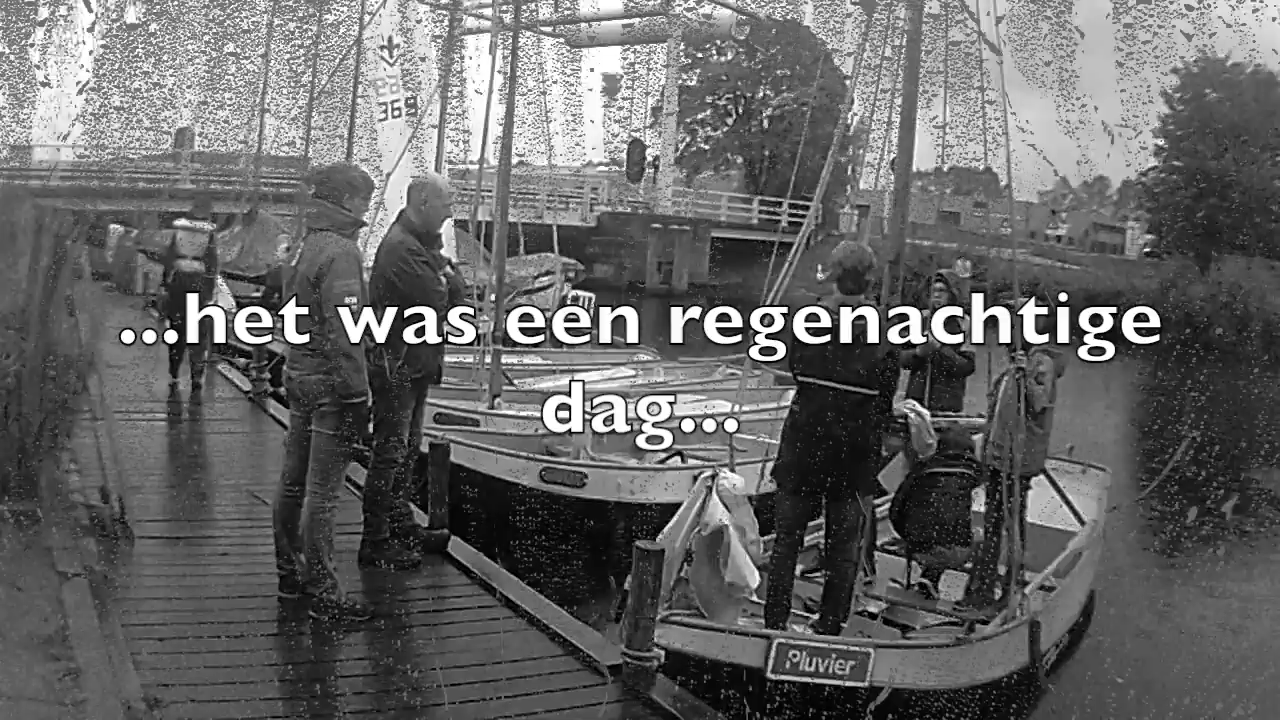 369
...het was een regenachtige
dag...
Pluvier